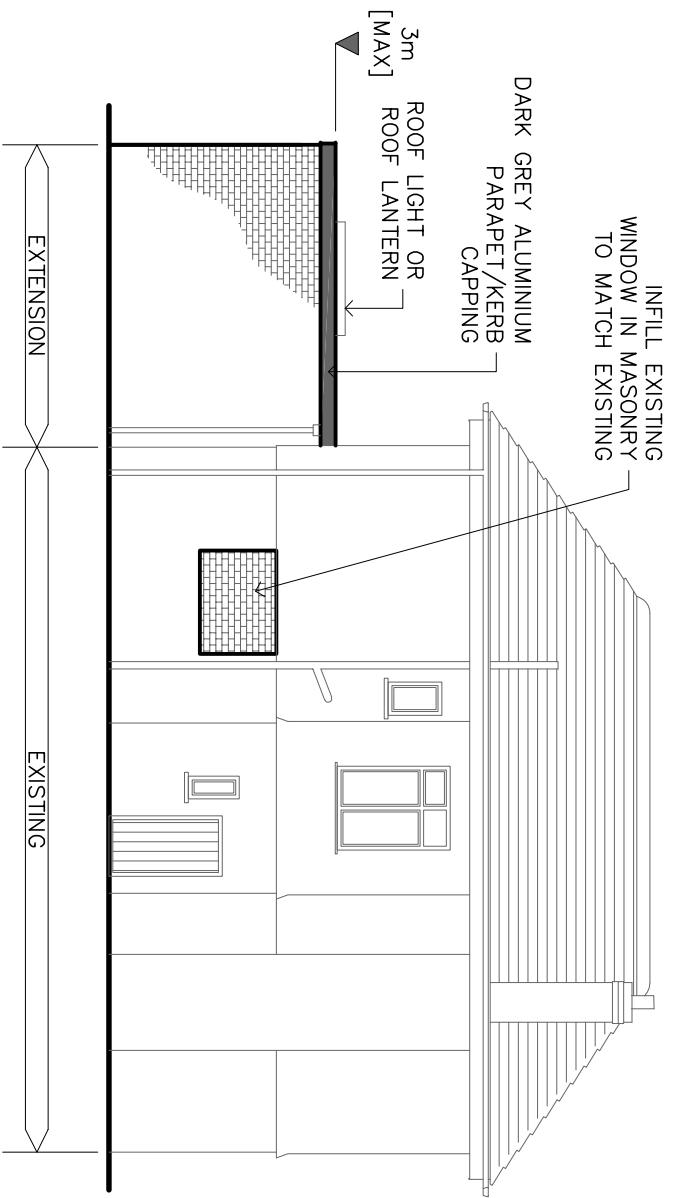 INFILL EXISTING
WINDOW IN MASONRY
TO MATCH EXISTING
DARK GREY ALUMINIUM
PARAPET/KERB
CAPPING
ROOF LIGHT OR
ROOF LANTERN
3m
[MAX]
EXTENSION
EXISTING